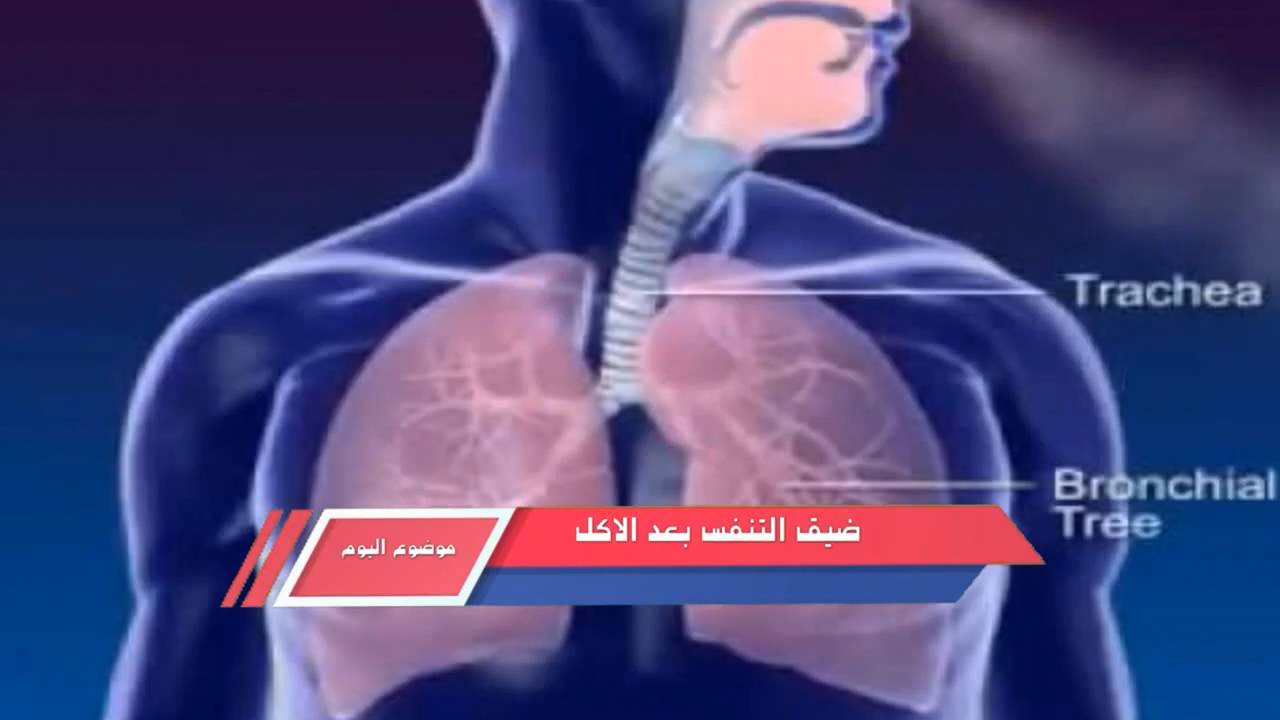 Trachea
Bronchial
Tree
ضيق التنفس بعد الاكل
موضوع اليوم